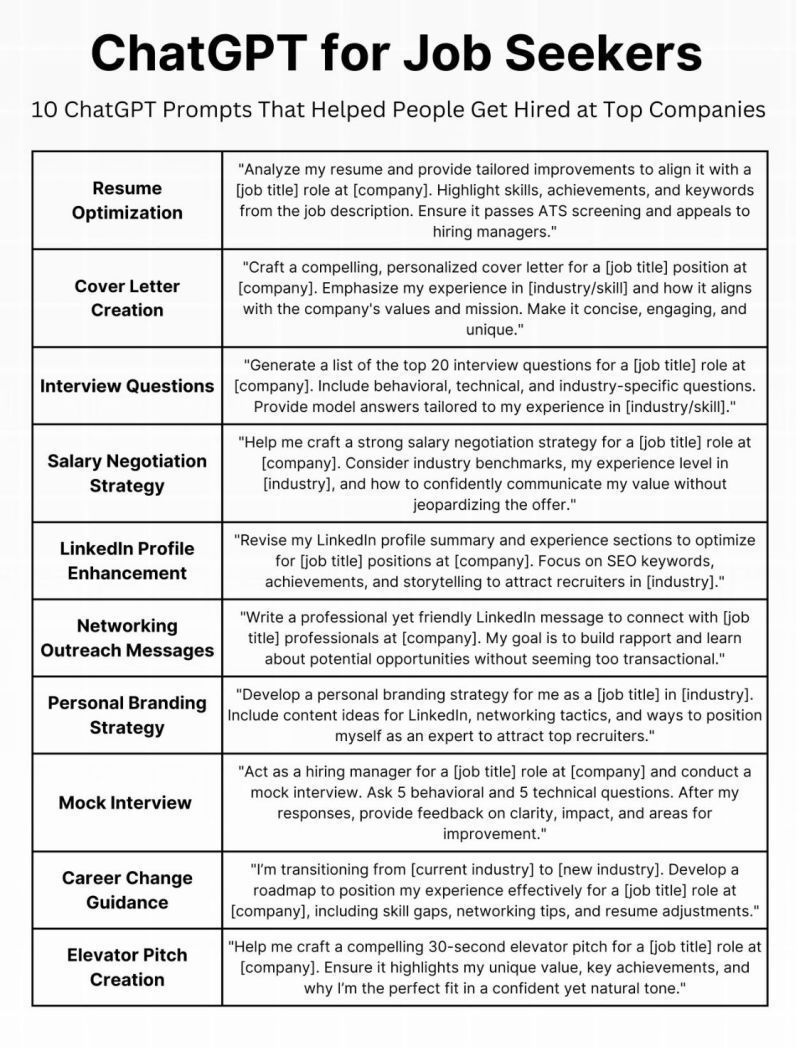 ChatGPT for Job Seekers
10 ChatGPT Prompts That Helped People Get Hired at Top Companies
Resume
Optimization
"Analyze my resume and provide tailored improvements to align it with a
[job title] role at [company]. Highlight skills, achievements, and keywords
from the job description. Ensure it passes ATS screening and appeals to
hiring managers."
Cover Letter
Creation
"Craft a compelling, personalized cover letter for a [job title] position at
[company]. Emphasize my experience in [industry/skill] and how it aligns
with the company's values and mission. Make it concise, engaging, and
unique."
Interview Questions
"Generate a list of the top 20 interview questions for a [job title] role at
[company]. Include behavioral, technical, and industry-specific questions.
Provide model answers tailored to my experience in [industry/skill]."
Salary Negotiation
Strategy
"Help me craft a strong salary negotiation strategy for a [job title] role at
[company]. Consider industry benchmarks, my experience level in
[industry], and how to confidently communicate my value without
jeopardizing the offer."
LinkedIn Profile
Enhancement
"Revise my LinkedIn profile summary and experience sections to optimize
for [job title] positions at [company]. Focus on SEO keywords,
achievements, and storytelling to attract recruiters in [industry]."
Networking
Outreach Messages
"Write a professional yet friendly LinkedIn message to connect with [job
title] professionals at [company]. My goal is to build rapport and learn
about potential opportunities without seeming too transactional."
Personal Branding
Strategy
"Develop a personal branding strategy for me as a [job title] in [industry].
Include content ideas for LinkedIn, networking tactics, and ways to position
myself as an expert to attract top recruiters."
Mock Interview
"Act as a hiring manager for a [job title] role at [company] and conduct a
mock interview. Ask 5 behavioral and 5 technical questions. After my
responses, provide feedback on clarity, impact, and areas for
improvement."
Career Change
Guidance
"I'm transitioning from [current industry] to [new industry]. Develop a
roadmap to position my experience effectively for a [job title] role at
[company], including skill gaps, networking tips, and resume adjustments."
Elevator Pitch
Creation
"Help me craft a compelling 30-second elevator pitch for a [job title] role at
[company]. Ensure it highlights my unique value, key achievements, and
why I'm the perfect fit in a confident yet natural tone."